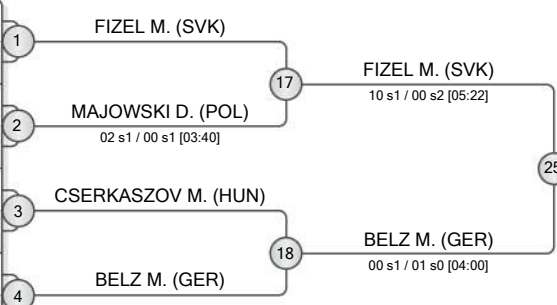 FIZEL M. (SVK)
1
17
FIZEL M. (SVK)
10 s1 / 00 s2 [05:22]
MAJOWSKI D. (POL)
2
02 s1 / 00 s1 [03:40]
25
CSERKASZOV M. (HUN)
3
18
BELZ M. (GER)
00 s1 / 01 s0 [04:00]
BELZ M. (GER)
4